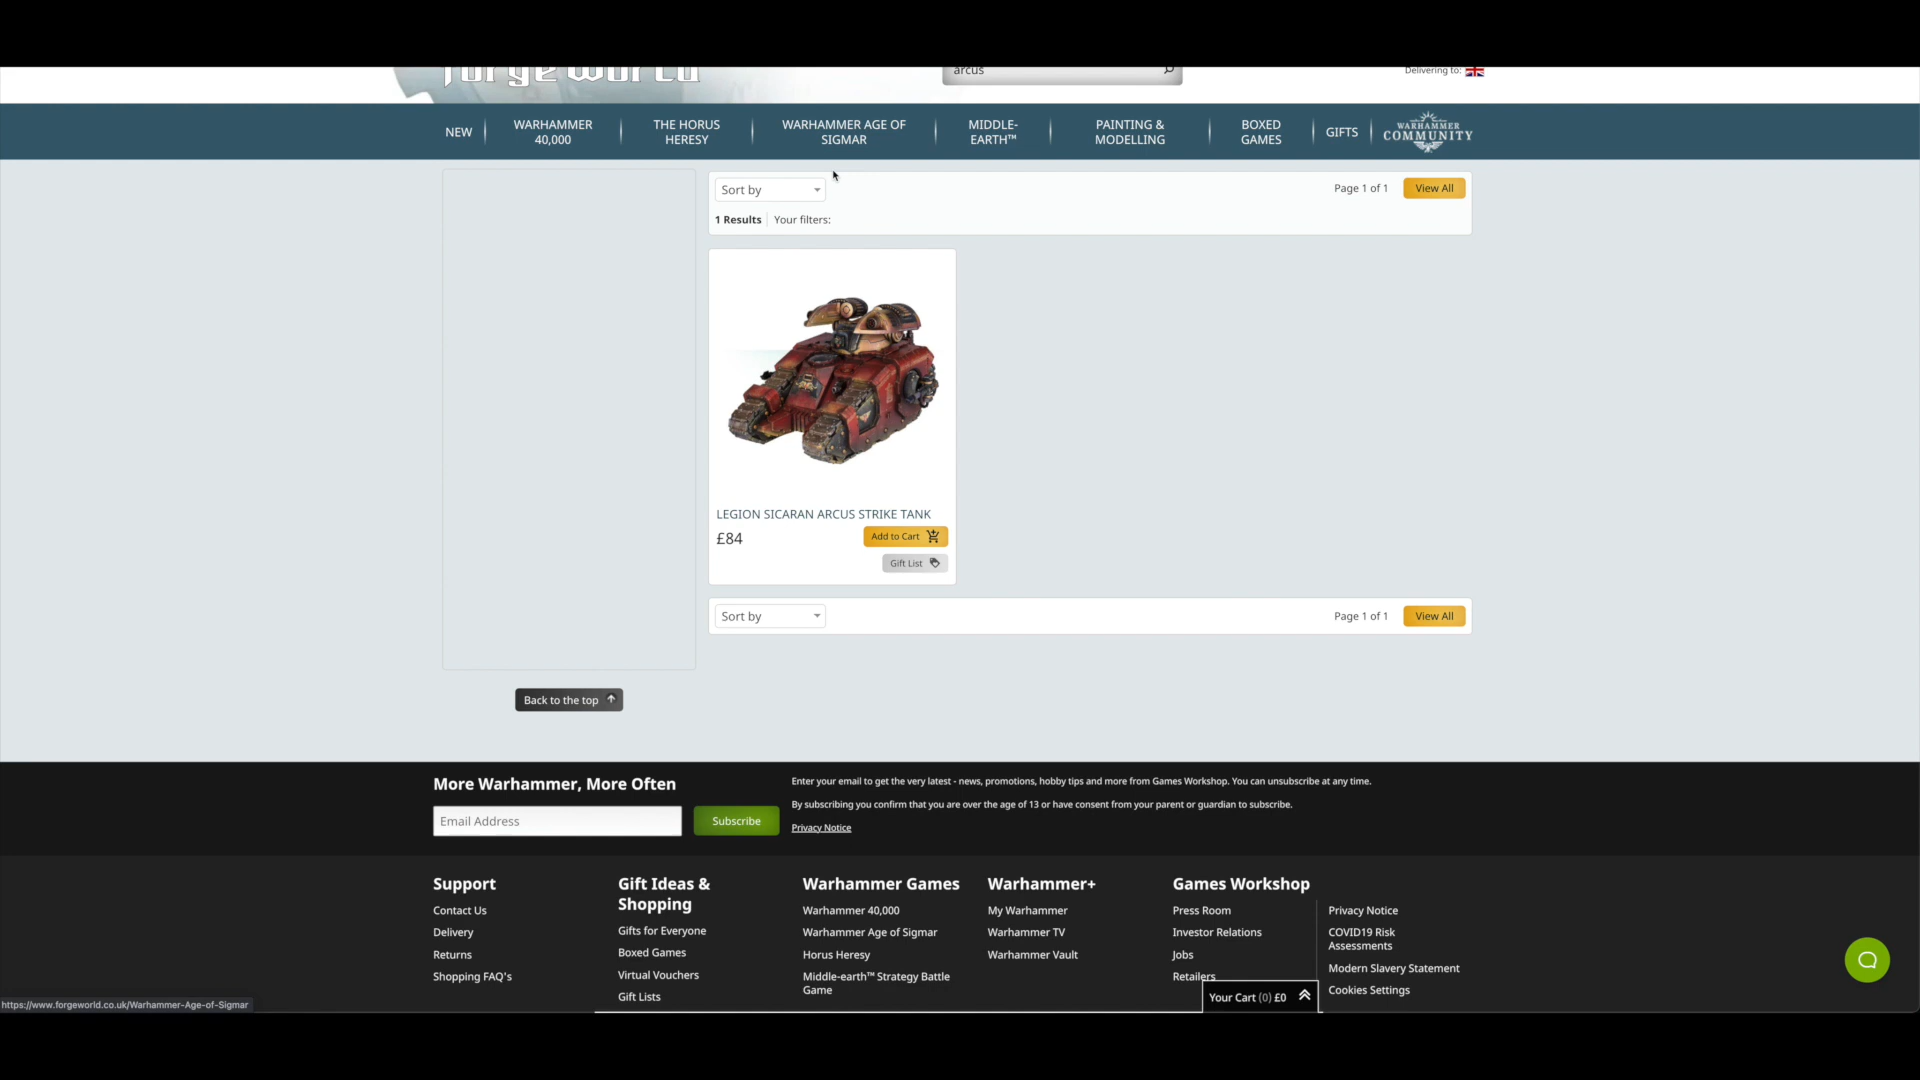 forge world
arcus
Delivering to:
NEW
WARHAMMER
40,000
THE HORUS
HERESY
WARHAMMER AGE OF
SIGMAR
MIDDLE-
EARTH™
PAINTING &
MODELLING
BOXED
GAMES
GIFTS
WARHAMMER
COMMUNITY
Sort by
Page 1 of 1
View All
1 Results
Your filters:
LEGION SICARAN ARCUS STRIKE TANK
£84
Add to Cart
Gift List
Sort by
Page 1 of 1
View All
Back to the top
More Warhammer, More Often
Email Address
Subscribe
Enter your email to get the very latest - news, promotions, hobby tips and more from Games Workshop. You can unsubscribe at any time.
By subscribing you confirm that you are over the age of 13 or have consent from your parent or guardian to subscribe.
Privacy Notice
Support
Contact Us
Delivery
Returns
Shopping FAQ's
Gift Ideas &
Shopping
Gifts for Everyone
Boxed Games
Virtual Vouchers
Gift Lists
Warhammer Games
Warhammer 40,000
Warhammer Age of Sigmar
Horus Heresy
Middle-earth™ Strategy Battle
Game
Warhammer+
My Warhammer
Warhammer TV
Warhammer Vault
Games Workshop
Press Room
Investor Relations
Jobs
Retailers
Privacy Notice
COVID19 Risk
Assessments
Modern Slavery Statement
Cookies Settings
Your Cart (0) £0
https://www.forgeworld.co.uk/Warhammer-Age-of-Sigmar